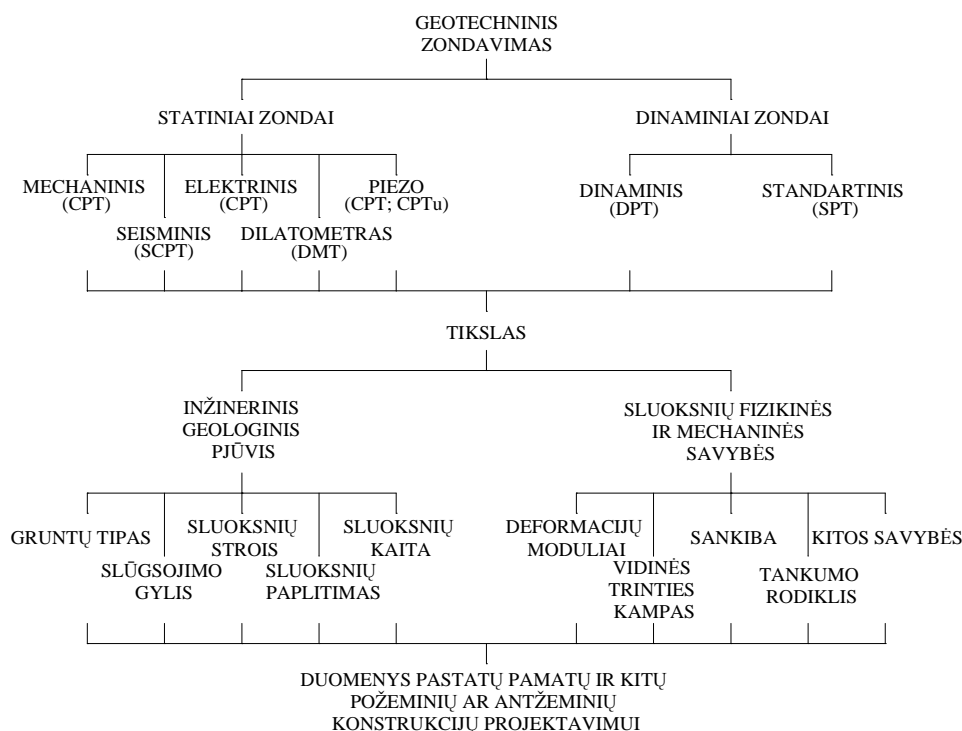 GEOTECHNINIS
ZONDAVIMAS
STATINIAI ZONDAI
DINAMINIAI ZONDAI
MECHANINIS
(CPT)
SEISMINIS
(SCPT)
ELEKTRINIS
(CPT)
DILATOMETRAS
(DMT)
PIEZO
(CPT; CPTu)
DINAMINIS
(DPT)
STANDARTINIS
(SPT)
TIKSLAS
INŽINERINIS
GEOLOGINIS
PJŪVIS
SLUOKSNIŲ FIZIKINĖS
IR MECHANINĖS
SAVYBĖS
GRUNTŲ TIPAS
SLŪGSOJIMO
GYLIS
SLUOKSNIŲ
STROIS
SLUOKSNIŲ
PAPLITIMAS
SLUOKSNIŲ
KAITA
DEFORMACIJŲ
MODULIAI
VIDINĖS
TRINTIES
KAMPAS
SANKIBA
TANKUMO
RODIKLIS
KITOS SAVYBĖS
DUOMENYS PASTATŲ PAMATŲ IR KITŲ
POŽEMINIŲ AR ANTŽEMINIŲ
KONSTRUKCIJU PROJEKTAVIMUI